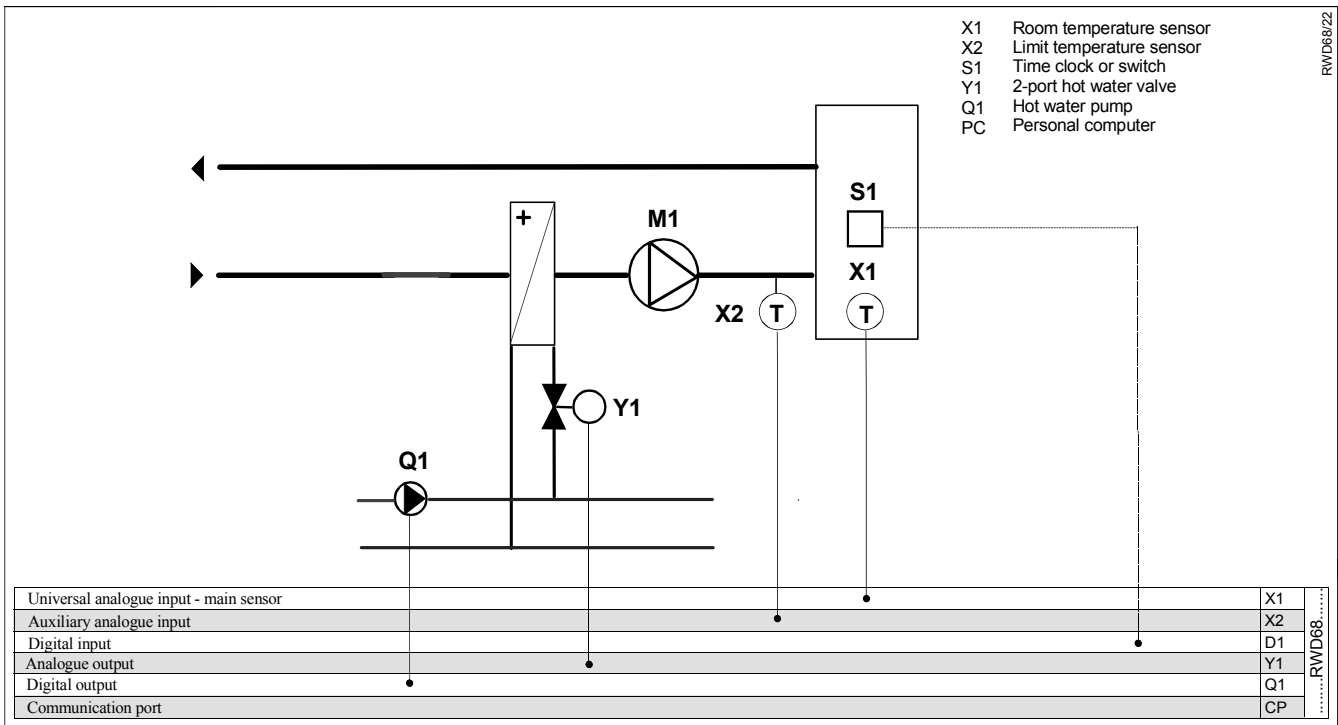 X1 Room temperature sensor
X2 Limit temperature sensor
S1 Time clock or switch
Y1 2-port hot water valve
Q1 Hot water pump
PC Personal computer
RWD68/22
S1
+
M1
X1
X2 T
T
Y1
Q1
Universal analogue input - main sensor X1
Auxiliary analogue input X2
Digital input D1
Analogue output Y1
Digital output Q1
Communication port CP
.......RWD68.......